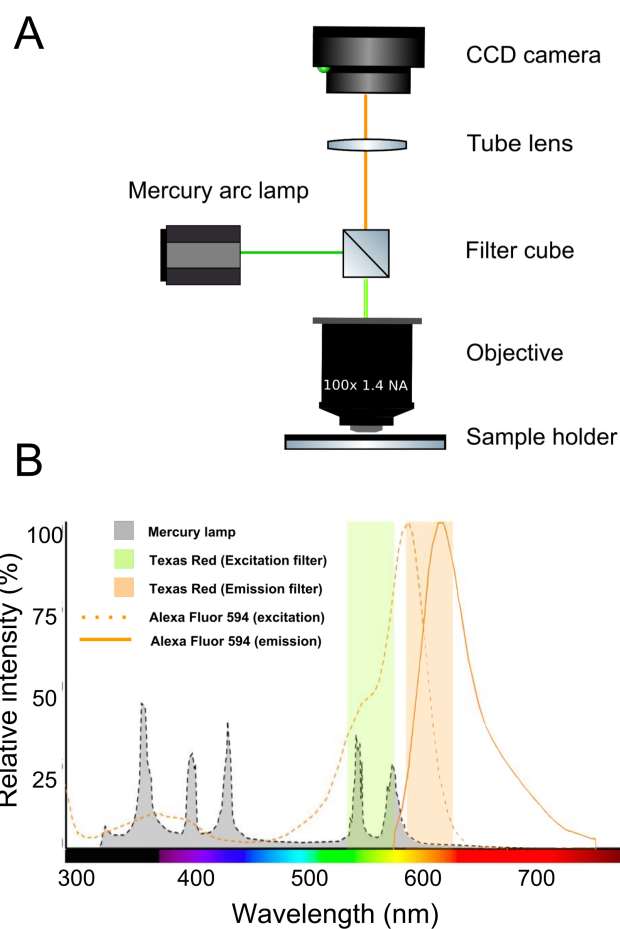 A
CCD camera
Tube lens
Mercury arc lamp
Filter cube
Objective
100x 1.4 NA
Sample holder
B
100
75
50
25
Relative intensity (%)
Mercury lamp
Texas Red (Excitation filter)
Texas Red (Emission filter)
Alexa Fluor 594 (excitation)
Alexa Fluor 594 (emission)
300 400 500 600 700
Wavelength (nm)